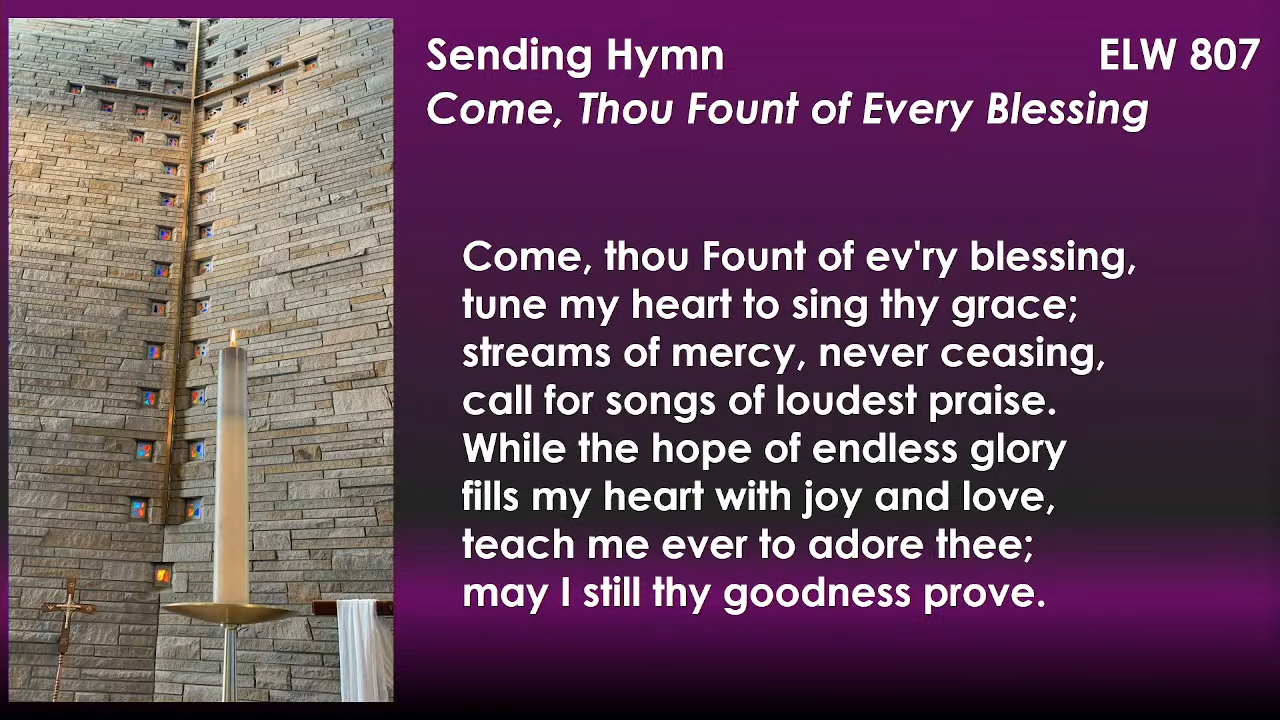 Sending Hymn ELW 807
Come, Thou Fount of Every Blessing
Come, thou Fount of ev'ry blessing,
tune my heart to sing thy grace;
streams of mercy, never ceasing,
call for songs of loudest praise.
While the hope of endless glory
fills my heart with joy and love,
teach me ever to adore thee;
may I still thy goodness prove.